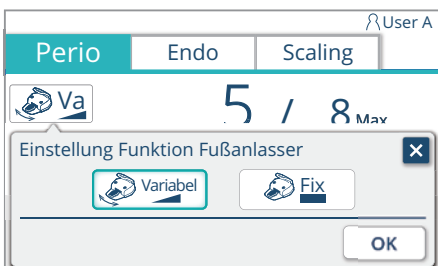 User A
Perio Endo Scaling
Va 5 / 8 Max
Einstellung Funktion Fußanlasser
Variabel Fix
OK